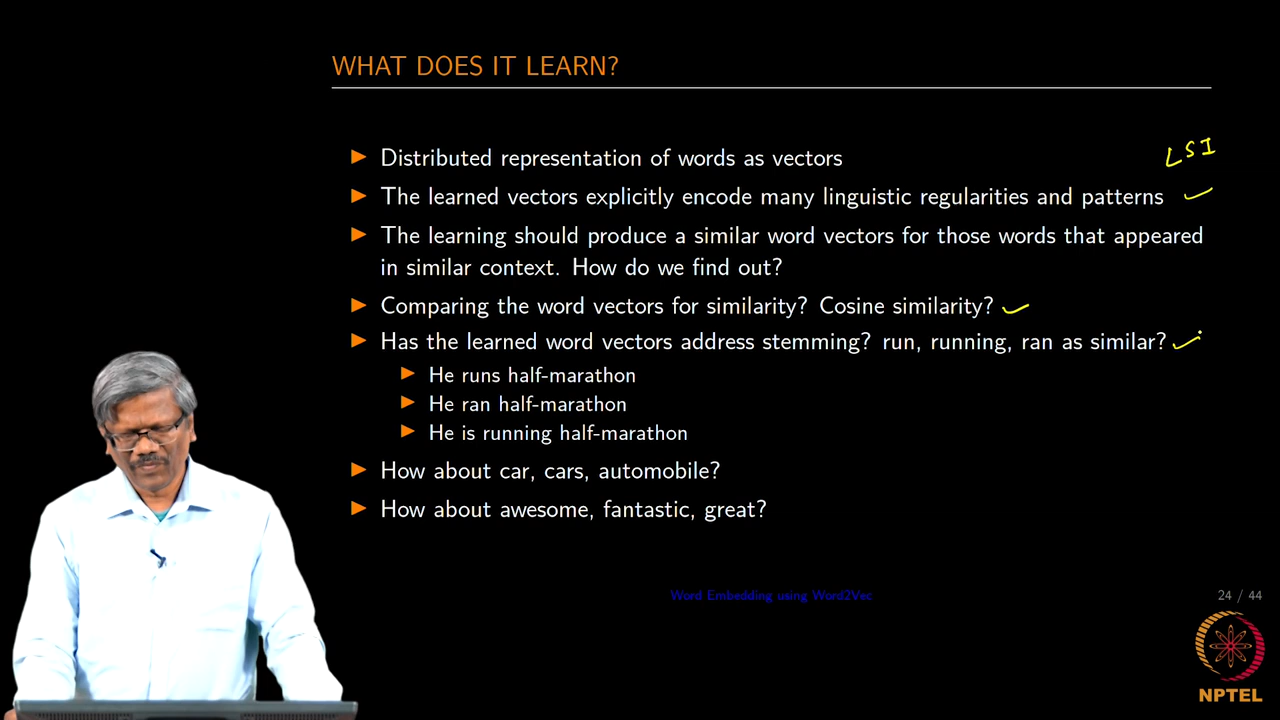 WHAT DOES IT LEARN?
Distributed representation of words as vectors
LSI
The learned vectors explicitly encode many linguistic regularities and patterns
The learning should produce a similar word vectors for those words that appeared
in similar context. How do we find out?
Comparing the word vectors for similarity? Cosine similarity?
Has the learned word vectors address stemming? run, running, ran as similar?
He runs half-marathon
He ran half-marathon
He is running half-marathon
How about car, cars, automobile?
How about awesome, fantastic, great?
Word Embedding using Word2Vec
24 / 44
NPTEL